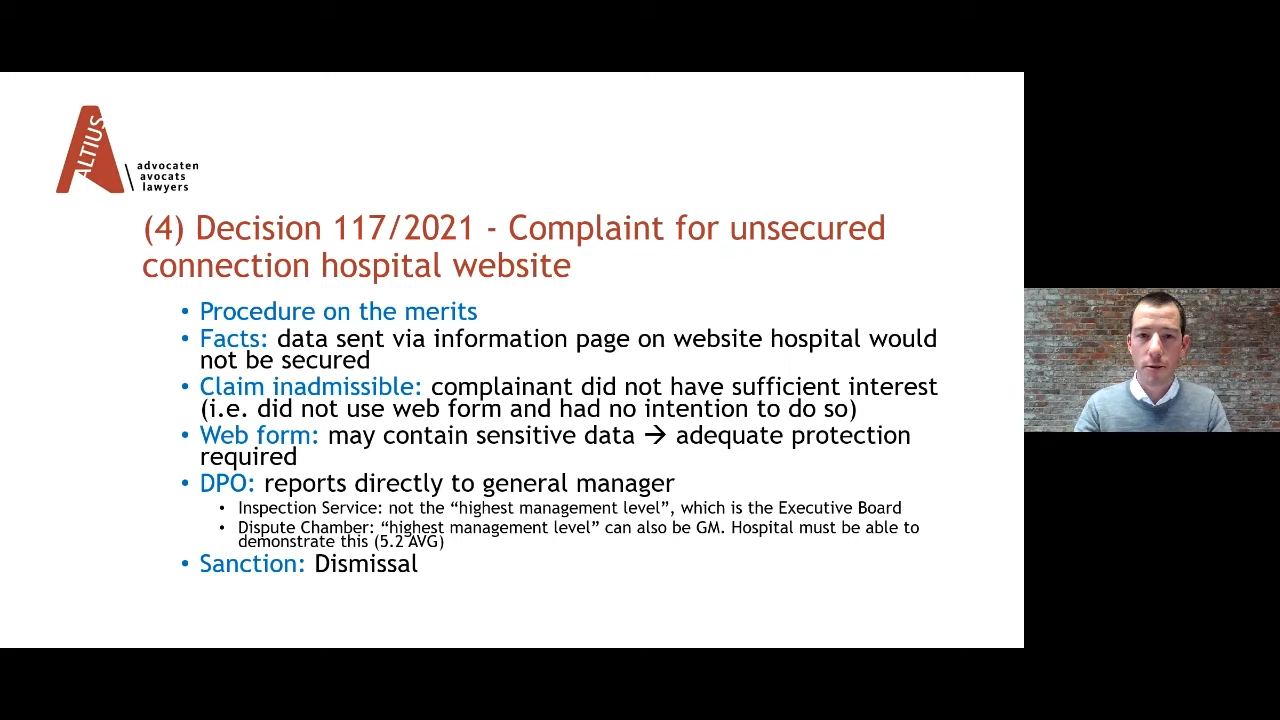 ALTIUS
advocaten
avocats
lawyers
(4) Decision 117/2021 - Complaint for unsecured
connection hospital website
• Procedure on the merits
• Facts: data sent via information page on website hospital would
not be secured
• Claim inadmissible: complainant did not have sufficient interest
(i.e. did not use web form and had no intention to do so)
• Web form: may contain sensitive data → adequate protection
required
• DPO: reports directly to general manager
• Inspection Service: not the “highest management level”, which is the Executive Board
• Dispute Chamber: “highest management level” can also be GM. Hospital must be able to
demonstrate this (5.2 AVG)
• Sanction: Dismissal